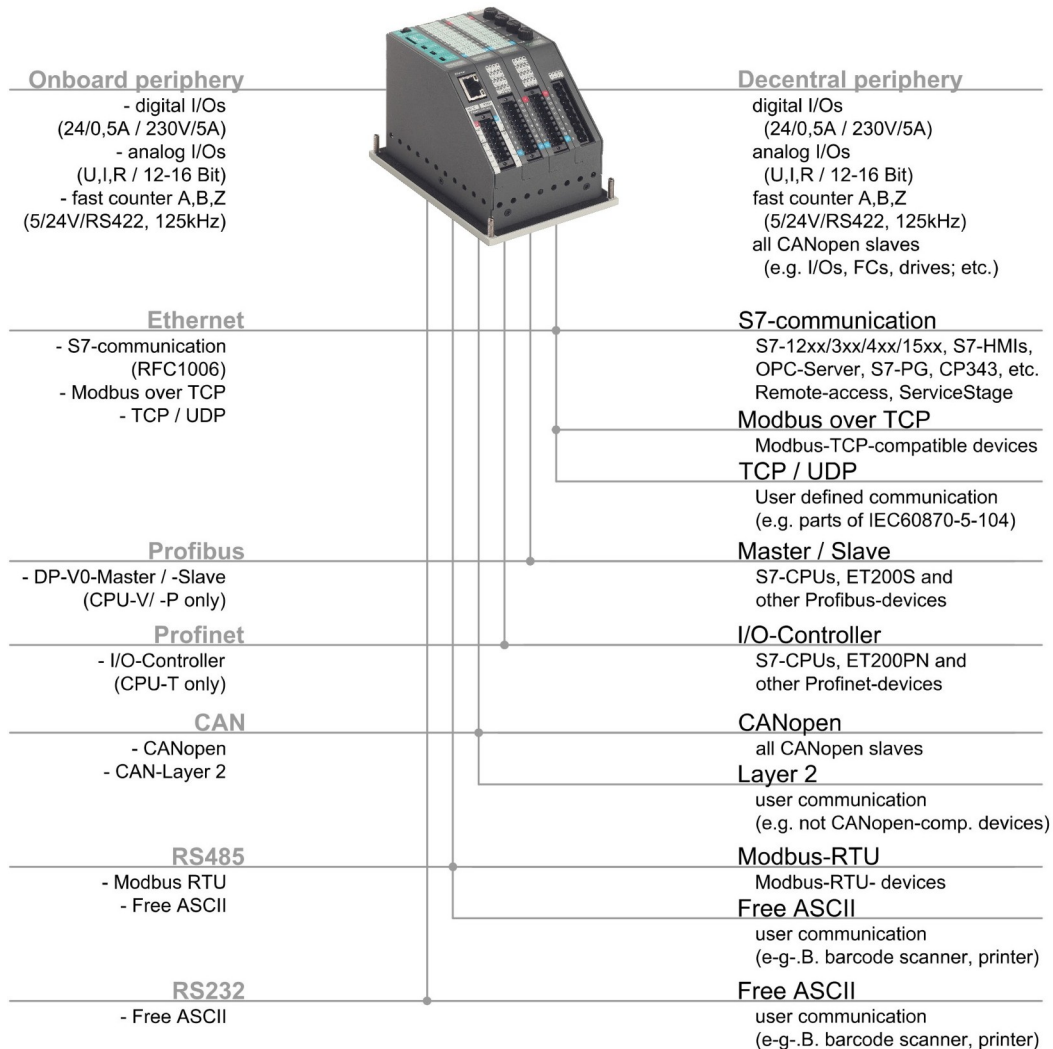 Onboard periphery
- digital I/Os
(24/0,5A / 230V/5A)
- analog I/Os
(U,I,R / 12-16 Bit)
- fast counter A,B,Z
(5/24V/RS422, 125kHz)
Decentral periphery
digital I/Os
(24/0,5A / 230V/5A)
analog I/Os
(U,I,R / 12-16 Bit)
fast counter A,B,Z
(5/24V/RS422, 125kHz)
all CANopen slaves
(e.g. I/Os, FCs, drives; etc.)
Ethernet
- S7-communication
(RFC1006)
- Modbus over TCP
- TCP / UDP
S7-communication
S7-12xx/3xx/4xx/15xx, S7-HMIs,
OPC-Server, S7-PG, CP343, etc.
Remote-access, ServiceStage
Modbus over TCP
Modbus-TCP-compatible devices
TCP / UDP
User defined communication
(e.g. parts of IEC60870-5-104)
Profibus
- DP-V0-Master / -Slave
(CPU-V/ -P only)
Master / Slave
S7-CPUs, ET200S and
other Profibus-devices
Profinet
- I/O-Controller
(CPU-T only)
I/O-Controller
S7-CPUs, ET200PN and
other Profinet-devices
CAN
- CANopen
- CAN-Layer 2
CANopen
all CANopen slaves
Layer 2
user communication
(e.g. not CANopen-comp. devices)
RS485
- Modbus RTU
- Free ASCII
Modbus-RTU
Modbus-RTU- devices
Free ASCII
user communication
(e-g-.B. barcode scanner, printer)
RS232
- Free ASCII
Free ASCII
user communication
(e-g-.B. barcode scanner, printer)